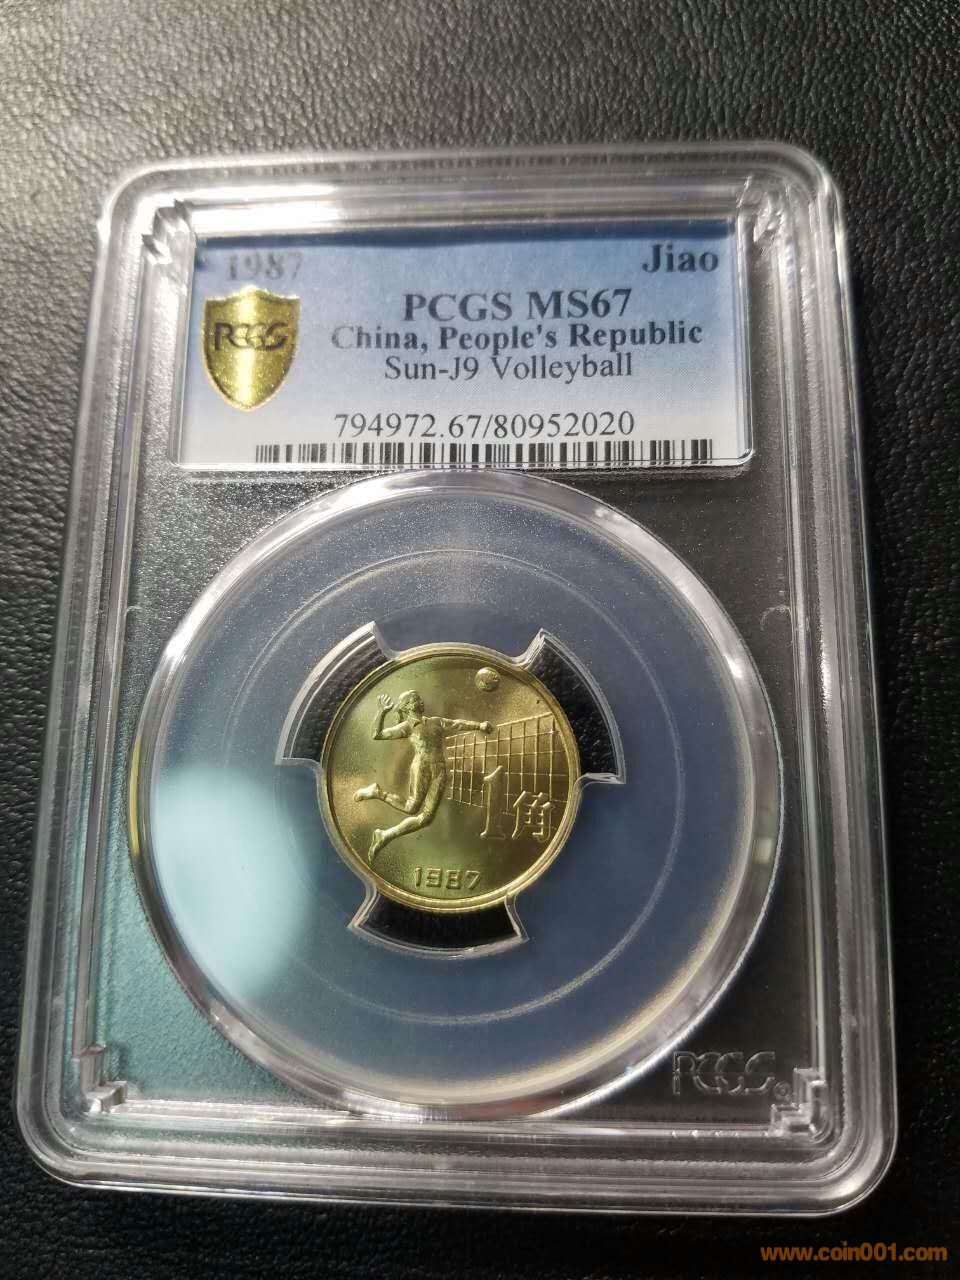 1987 Jiao
PCGS
PCGS MS67
China, People's Republic
Sun-J9 Volleyball
794972.67/80952020
1角
1987
PCGS®
www.coin001.com